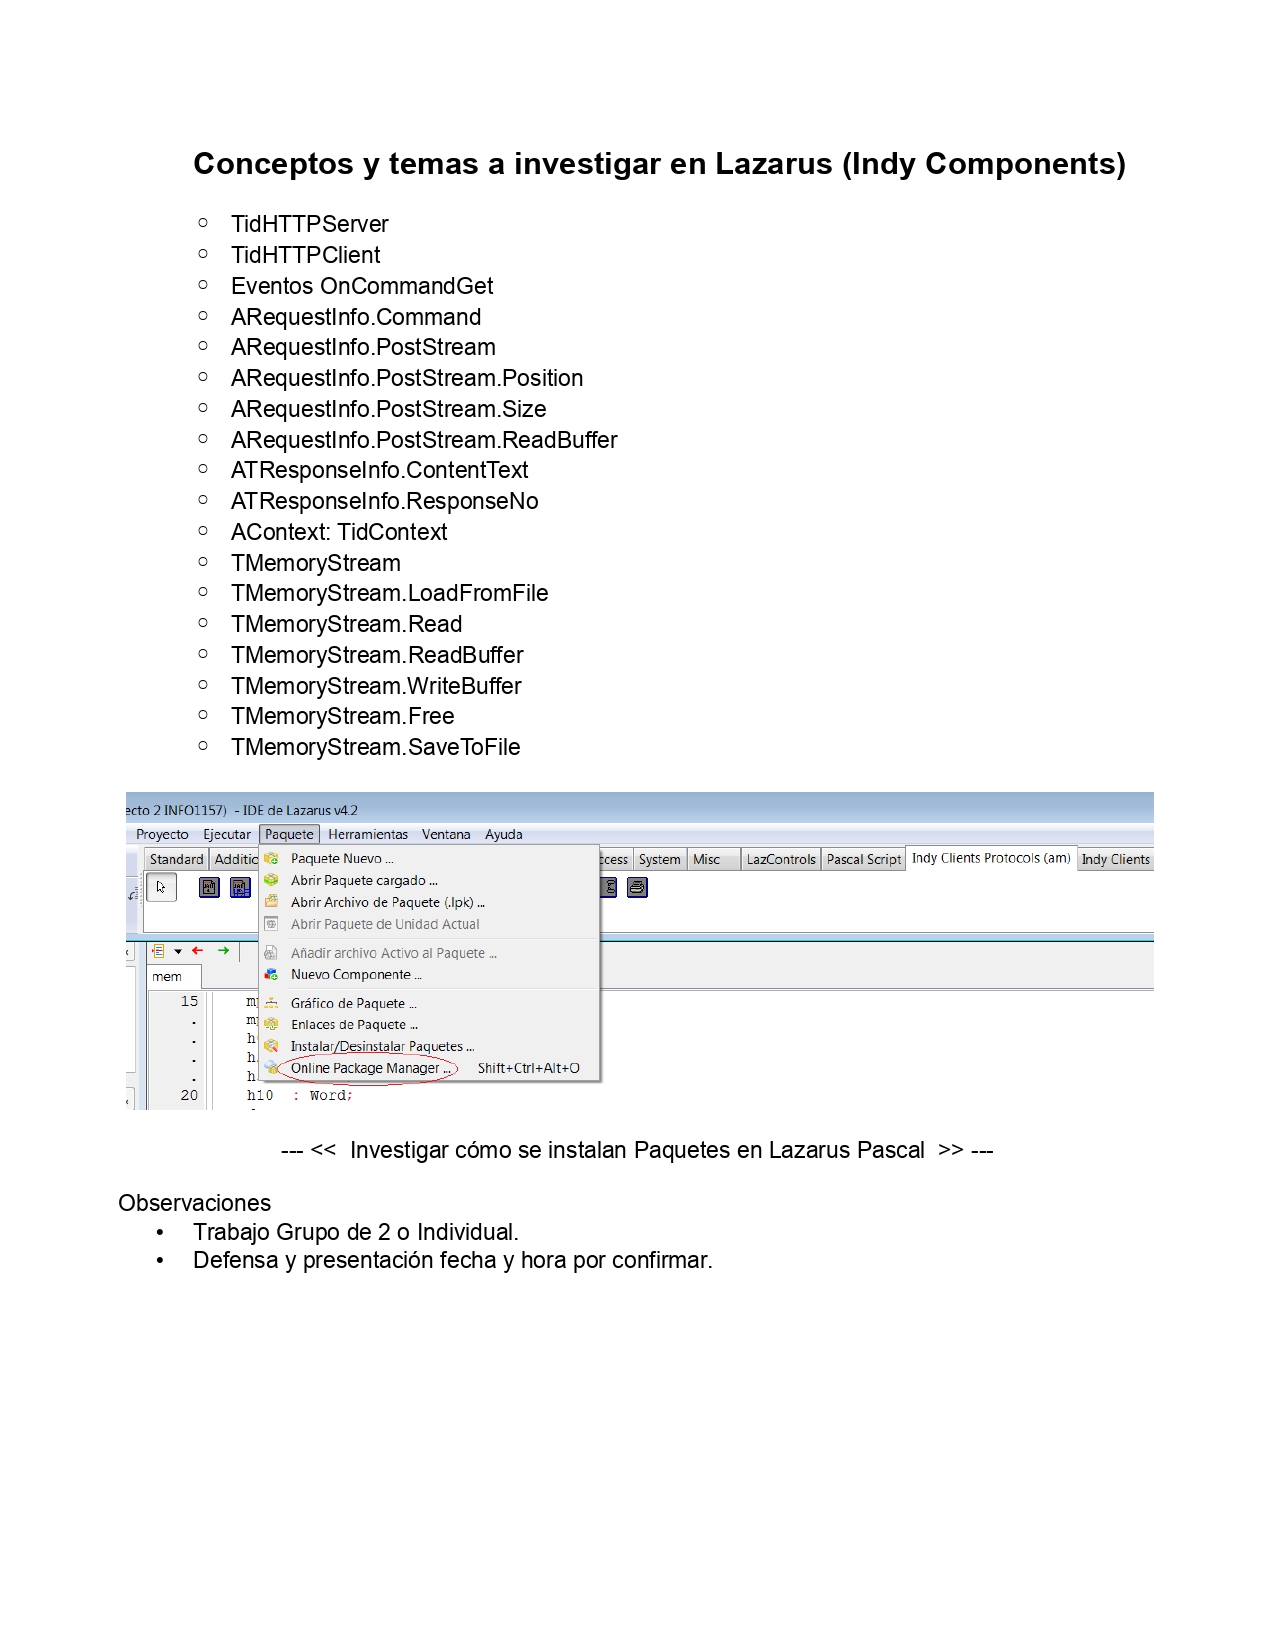 Conceptos y temas a investigar en Lazarus (Indy Components)
○ TidHTTPServer
○ TidHTTPClient
○ Eventos OnCommandGet
○ ARequestInfo.Command
○ ARequestInfo.PostStream
○ ARequestInfo.PostStream.Position
○ ARequestInfo.PostStream.Size
○ ARequestInfo.PostStream.ReadBuffer
○ ATResponseInfo.ContentText
○ ATResponseInfo.ResponseNo
○ AContext: TidContext
○ TMemoryStream
○ TMemoryStream.LoadFromFile
○ TMemoryStream.Read
○ TMemoryStream.ReadBuffer
○ TMemoryStream.WriteBuffer
○ TMemoryStream.Free
○ TMemoryStream.SaveToFile
ecto 2 INFO1157) - IDE de Lazarus v4.2
Proyecto Ejecutar Paquete Herramientas Ventana Ayuda
Standard Additio ccess System Misc LazControls Pascal Script Indy Clients Protocols (am) Indy Clients
Paquete Nuevo ...
Abrir Paquete cargado ...
Abrir Archivo de Paquete (.lpk) ...
Abrir Paquete de Unidad Actual
Añadir archivo Activo al Paquete ...
mem Nuevo Componente ...
15 Gráfico de Paquete ...
. Enlaces de Paquete ...
. h Instalar/Desinstalar Paquetes ...
. h Online Package Manager ... Shift+Ctrl+Alt+O
. h
20 h10 : Word;
--- << Investigar cómo se instalan Paquetes en Lazarus Pascal >> ---
Observaciones
• Trabajo Grupo de 2 o Individual.
• Defensa y presentación fecha y hora por confirmar.